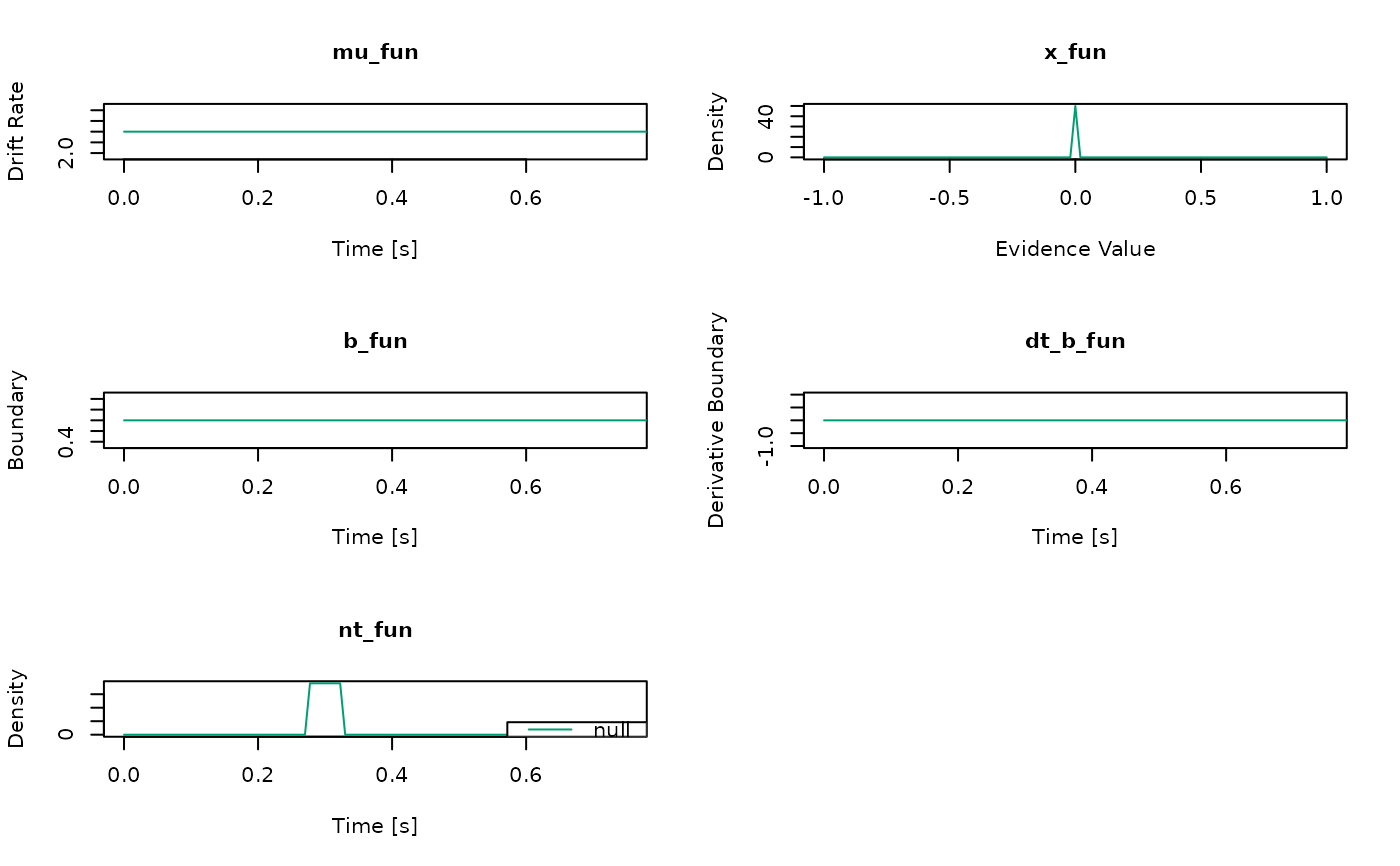 mu_fun
Drift Rate
2.0
0.0 0.2 0.4 0.6
Time [s]
x_fun
Density
0 40
-1.0 -0.5 0.0 0.5 1.0
Evidence Value
b_fun
Boundary
0.4
0.0 0.2 0.4 0.6
Time [s]
dt_b_fun
Derivative Boundary
-1.0
0.0 0.2 0.4 0.6
Time [s]
nt_fun
Density
0
null
0.0 0.2 0.4 0.6
Time [s]